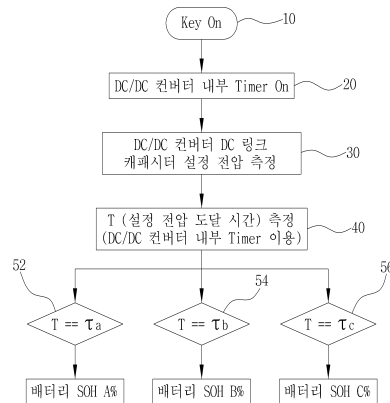 Key On
10
DC/DC 컨버터 내부 Timer On
20
DC/DC 컨버터 DC 링크
캐패시터 설정 전압 측정
30
T (설정 전압 도달 시간) 측정
(DC/DC 컨버터 내부 Timer 이용)
40
52
54
56
T == τa
T == τb
T == τc
배터리 SOH A%
배터리 SOH B%
배터리 SOH C%